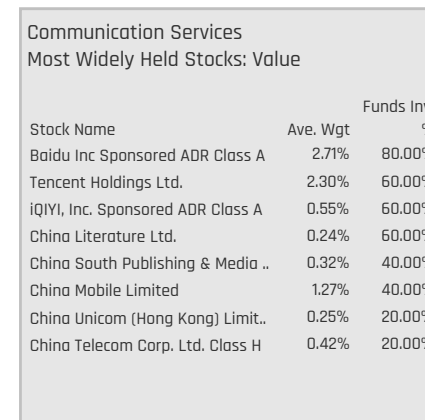 Communication Services
Most Widely Held Stocks: Value
Funds Inv
Stock Name Ave. Wgt %
Baidu Inc Sponsored ADR Class A 2.71% 80.00%
Tencent Holdings Ltd. 2.30% 60.00%
iQIYI, Inc. Sponsored ADR Class A 0.55% 60.00%
China Literature Ltd. 0.24% 60.00%
China South Publishing & Media .. 0.32% 40.00%
China Mobile Limited 1.27% 40.00%
China Unicom (Hong Kong) Limit.. 0.25% 20.00%
China Telecom Corp. Ltd. Class H 0.42% 20.00%